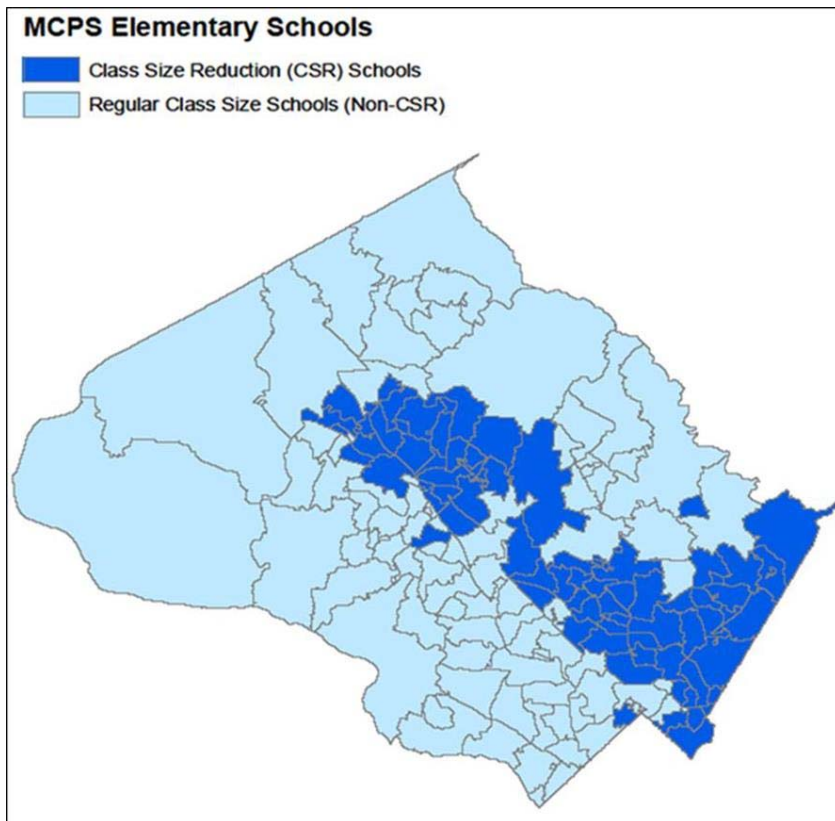 MCPS Elementary Schools
Class Size Reduction (CSR) Schools
Regular Class Size Schools (Non-CSR)